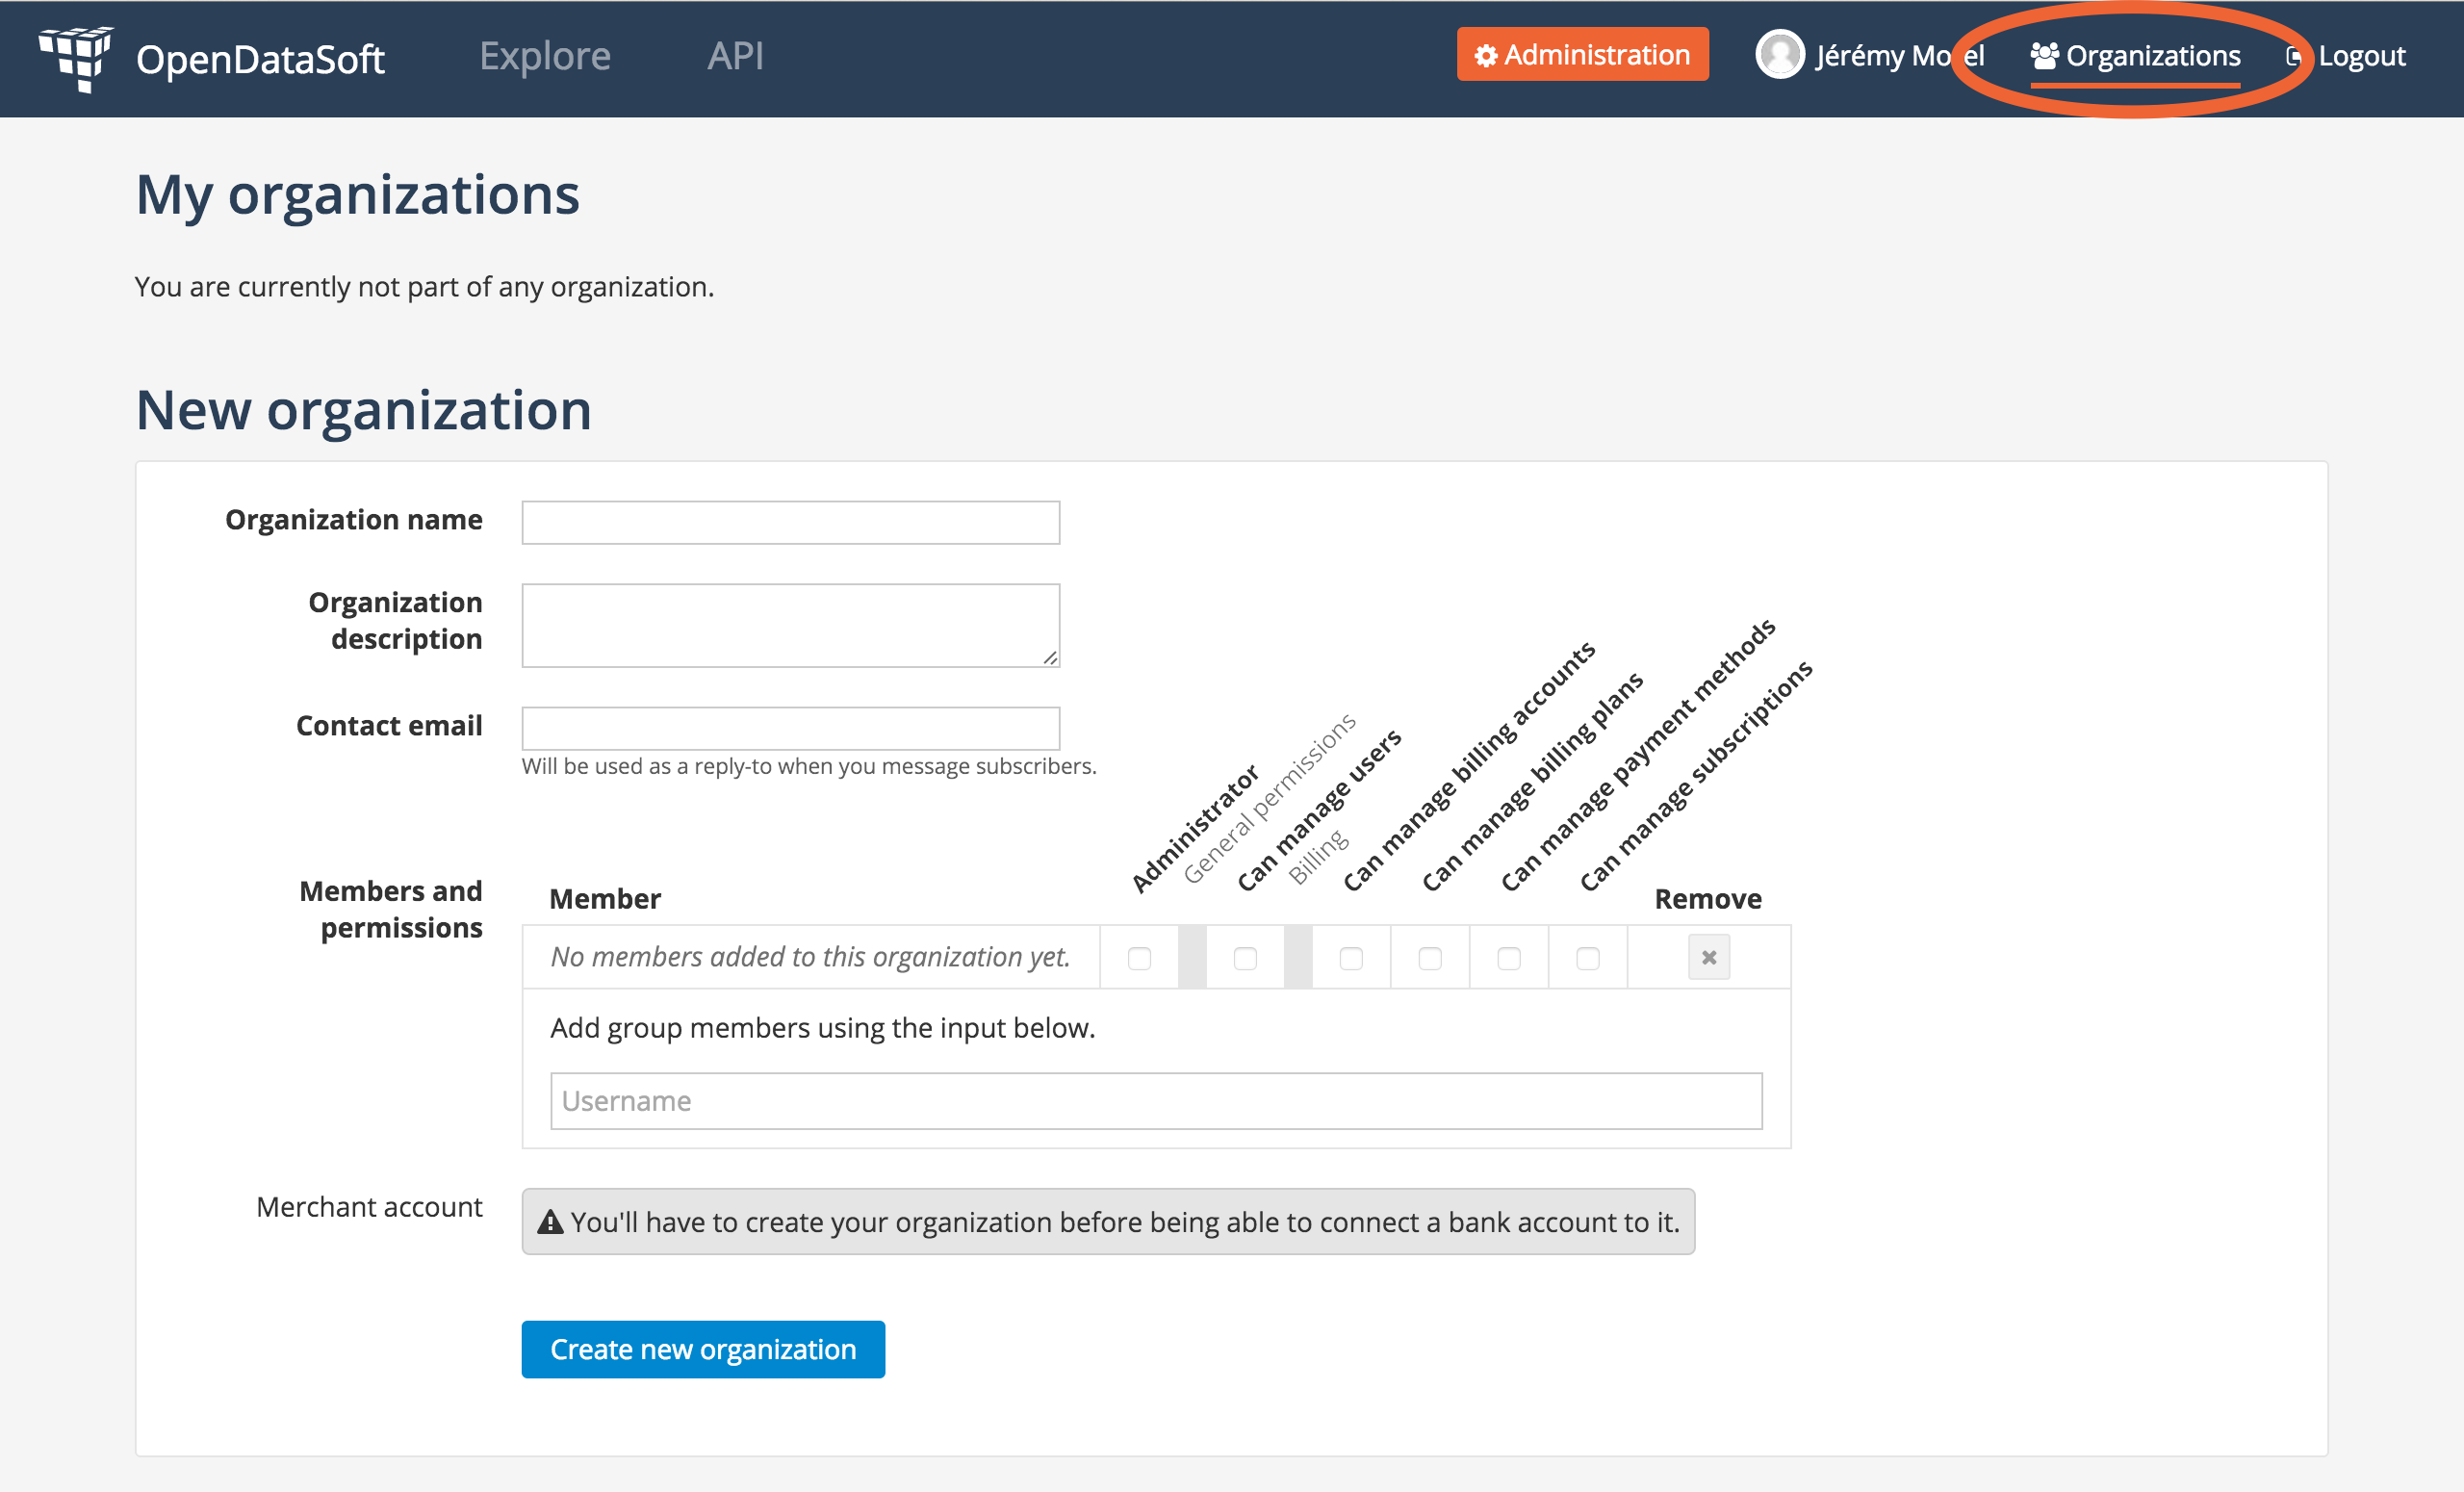 OpenDataSoft
Explore
API
Administration
Jérémy
Organizations
Logout
My organizations
You are currently not part of any organization.
New organization
Organization name
Organization
description
Contact email
Will be used as a reply-to when you message subscribers.
Members and
permissions
Member
Administrator
General permissions
Can manage users
Billing
Can manage billing accounts
Can manage billing plans
Can manage payment methods
Can manage subscriptions
Remove
No members added to this organization yet.
Add group members using the input below.
Username
Merchant account
You'll have to create your organization before being able to connect a bank account to it.
Create new organization